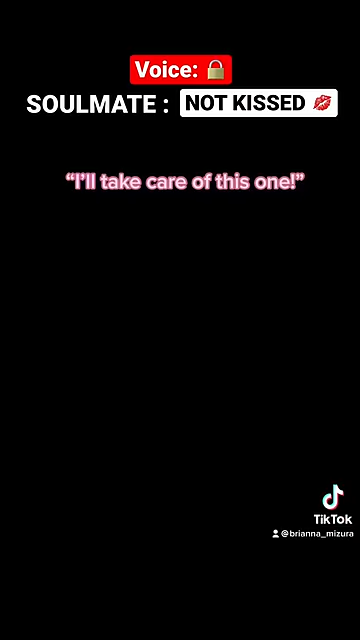 Voice: 🔒
SOULMATE : NOT KISSED 💋
“I’ll take care of this one!”
TikTok
@brianna_mizura